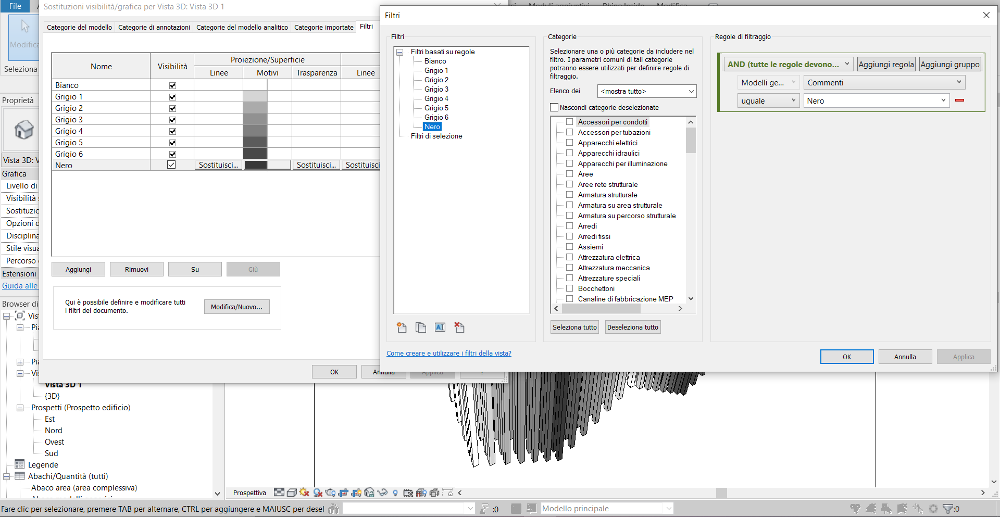 File
Sostituzioni visibilità/grafica per Vista 3D: Vista 3D 1
Modifica
Seleziona
Proprietà
Vista 3D: V
Grafica
Livello di
Visibilità
Sostituzio
Opzioni d
Disciplina
Stile visua
Percorso
Estensioni
Guida alle
Browser di
Vist
Pia
Pia
Vis
Vista 3D 1
{3D}
Prospetti (Prospetto edificio)
Est
Nord
Ovest
Sud
Legende
Abachi/Quantità (tutti)
Abaco area (area complessiva)
Categorie del modello
Categorie di annotazioni
Categorie del modello analitico
Categorie importate
Filtri
Nome
Visibilità
Proiezione/Superficie
Linee
Motivi
Trasparenza
Linee
Bianco
Grigio 1
Grigio 2
Grigio 3
Grigio 4
Grigio 5
Grigio 6
Nero
Sostituisci...
Sostituisci...
Sostituisci
Aggiungi
Rimuovi
Su
Giù
Qui è possibile definire e modificare tutti
i filtri del documento.
Modifica/Nuovo...
OK
Annulla
Applica
?
Filtri
Filtri
Filtri basati su regole
Bianco
Grigio 1
Grigio 2
Grigio 3
Grigio 4
Grigio 5
Grigio 6
Nero
Filtri di selezione
Come creare e utilizzare i filtri della vista?
Categorie
Selezionare una o più categorie da includere nel
filtro. I parametri comuni di tali categorie
potranno essere utilizzati per definire regole di
filtraggio.
Elenco dei
<mostra tutto>
Nascondi categorie deselezionate
Accessori per condotti
Accessori per tubazioni
Apparecchi elettrici
Apparecchi idraulici
Apparecchi per illuminazione
Aree
Aree rete strutturale
Armatura strutturale
Armatura su area strutturale
Armatura su percorso strutturale
Arredi
Arredi fissi
Assiemi
Attrezzatura elettrica
Attrezzatura meccanica
Attrezzature speciali
Bocchettoni
Canaline di fabbricazione MEP
Seleziona tutto
Deseleziona tutto
Regole di filtraggio
AND (tutte le regole devono...
Aggiungi regola
Aggiungi gruppo
Modelli ge...
Commenti
uguale
Nero
OK
Annulla
Applica
Prospettiva
Fare clic per selezionare, premere TAB per alternare, CTRL per aggiungere e MAIUSC per desel
:0
Modello principale
:0